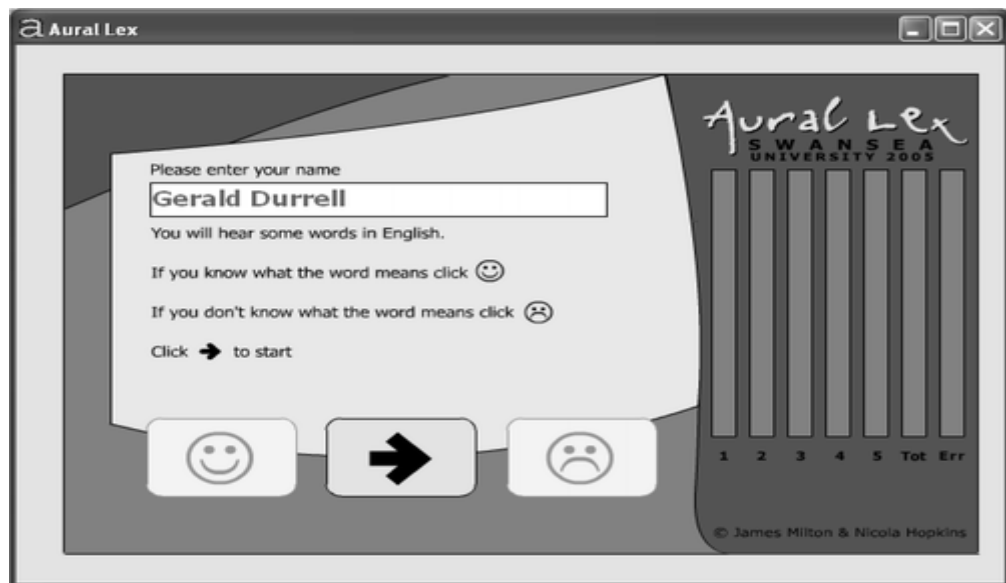 Aural Lex
Aural Lex
SWANSEA
UNIVERSITY 2005
Please enter your name
Gerald Durrell
You will hear some words in English.
If you know what the word means click
If you don't know what the word means click
Click to start
1 2 3 4 5 Tot Err
© James Milton & Nicola Hopkins